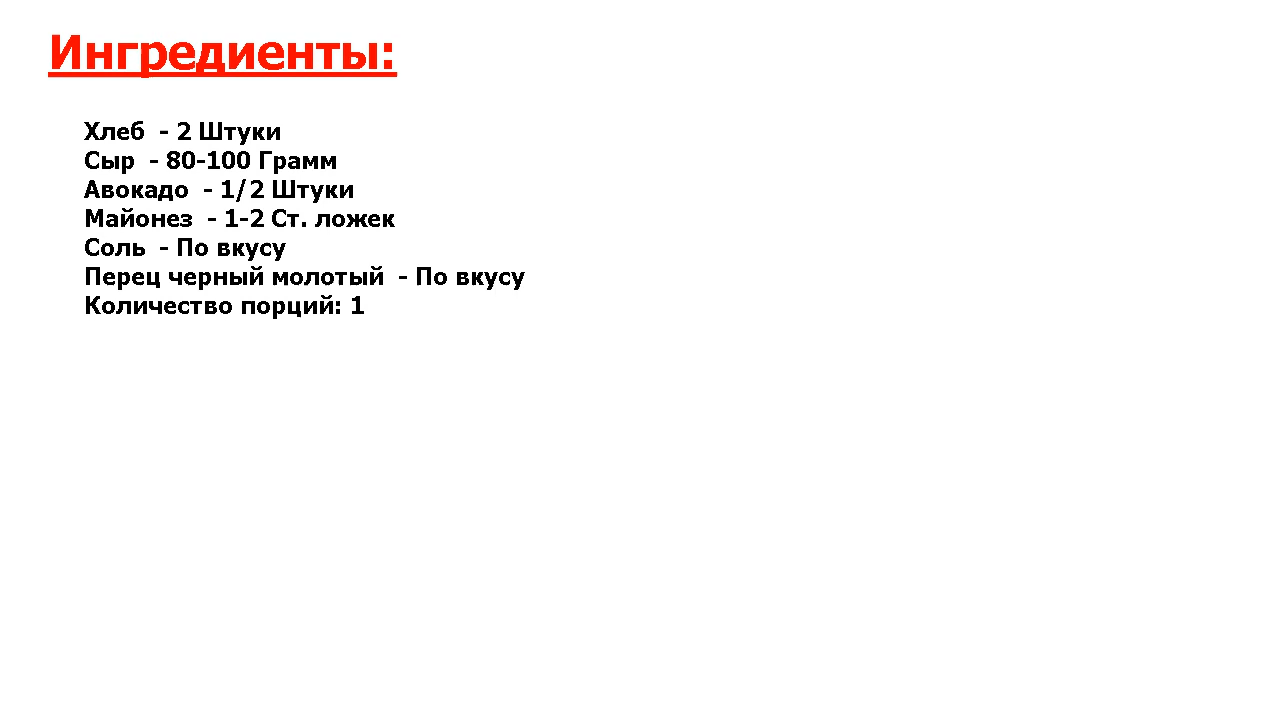 Ингредиенты:
Хлеб  - 2 Штуки
Сыр  - 80-100 Грамм
Авокадо  - 1/2 Штуки
Майонез  - 1-2 Ст. ложек
Соль  - По вкусу
Перец черный молотый  - По вкусу
Количество порций: 1